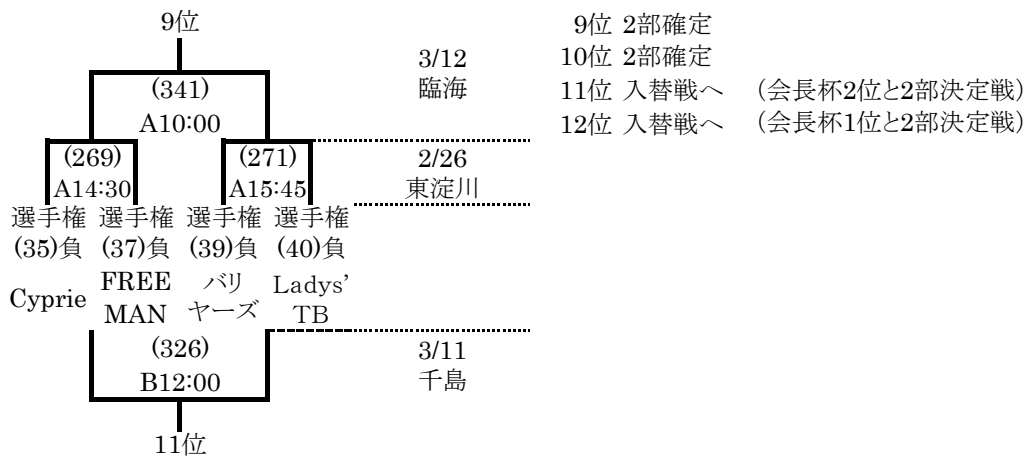 9位
(341)
A10:00
3/12
臨海
(269)
A14:30
(271)
A15:45
2/26
東淀川
選手権 選手権 選手権 選手権
(35)負 (37)負 (39)負 (40)負
Cyprie
FREE
MAN
バリ
ヤーズ
Ladys’
TB
(326)
B12:00
3/11
千島
11位
9位 2部確定
10位 2部確定
11位 入替戦へ (会長杯2位と2部決定戦)
12位 入替戦へ (会長杯1位と2部決定戦)